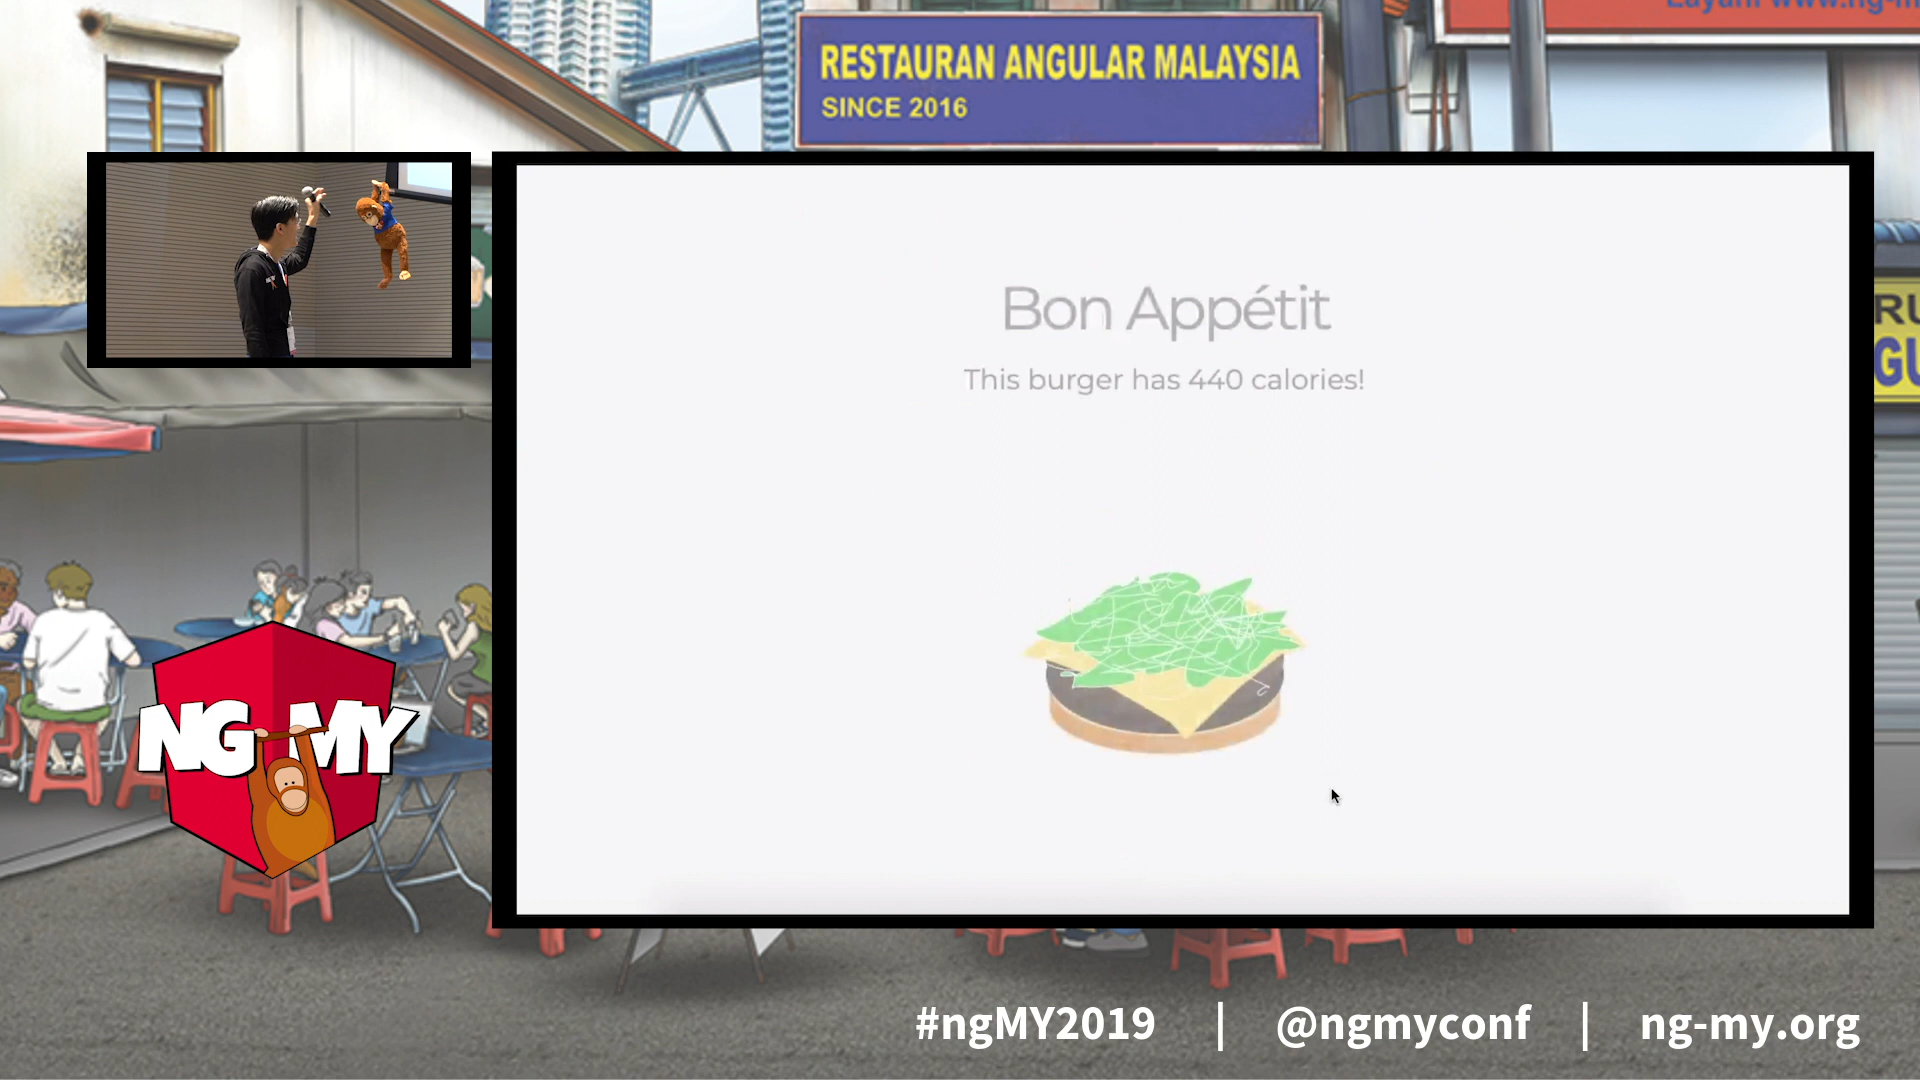 RESTAURAN ANGULAR MALAYSIA
SINCE 2016
Bon Appétit
This burger has 440 calories!
NG MY
#ngMY2019 | @ngmyconf | ng-my.org